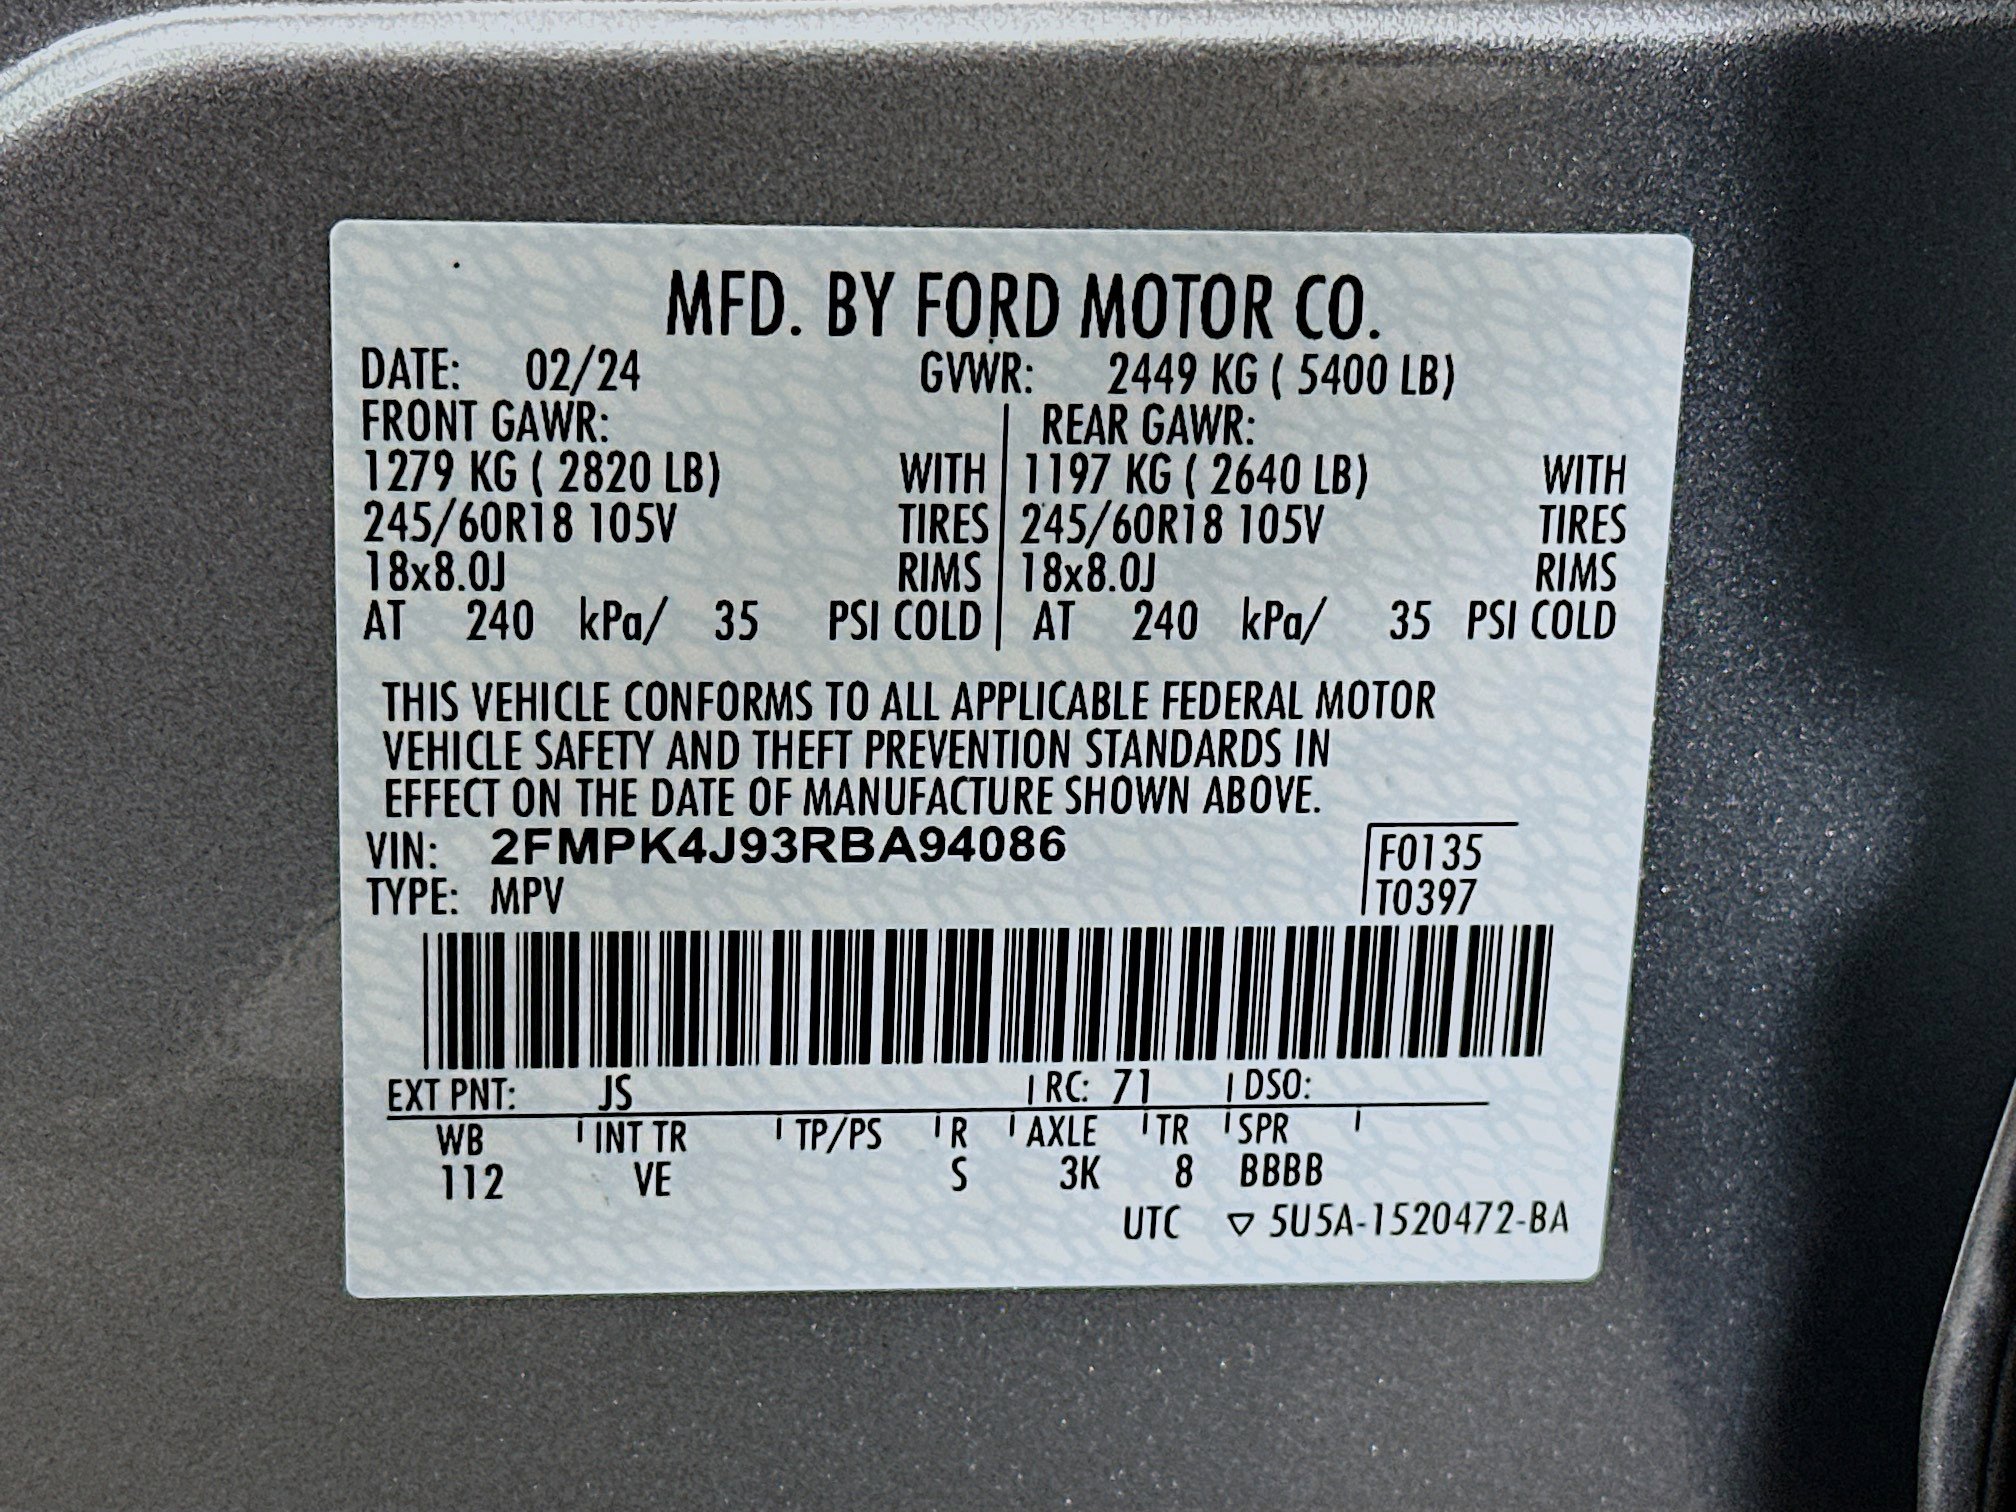 MFD. BY FORD MOTOR CO.
DATE: 02/24 GVWR: 2449 KG ( 5400 LB)
FRONT GAWR: REAR GAWR:
1279 KG ( 2820 LB) WITH 1197 KG ( 2640 LB) WITH
245/60R18 105V TIRES 245/60R18 105V TIRES
18x8.0J RIMS 18x8.0J RIMS
AT 240 kPa/ 35 PSI COLD AT 240 kPa/ 35 PSI COLD
THIS VEHICLE CONFORMS TO ALL APPLICABLE FEDERAL MOTOR
VEHICLE SAFETY AND THEFT PREVENTION STANDARDS IN
EFFECT ON THE DATE OF MANUFACTURE SHOWN ABOVE.
VIN: 2FMPK4J93RBA94086 F0135
TYPE: MPV T0397
EXT PNT: JS RC: 71 DSO:
WB INT TR TP/PS R AXLE TR SPR
112 VE S 3K 8 BBBB
UTC ▽ 5U5A-1520472-BA